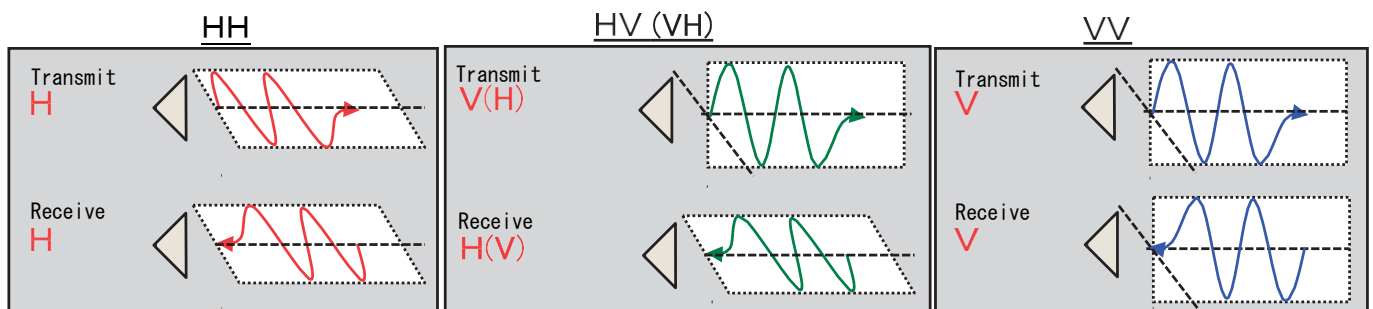 HH
Transmit
H
Receive
H
HV (VH)
Transmit
V(H)
Receive
H(V)
VV
Transmit
V
Receive
V